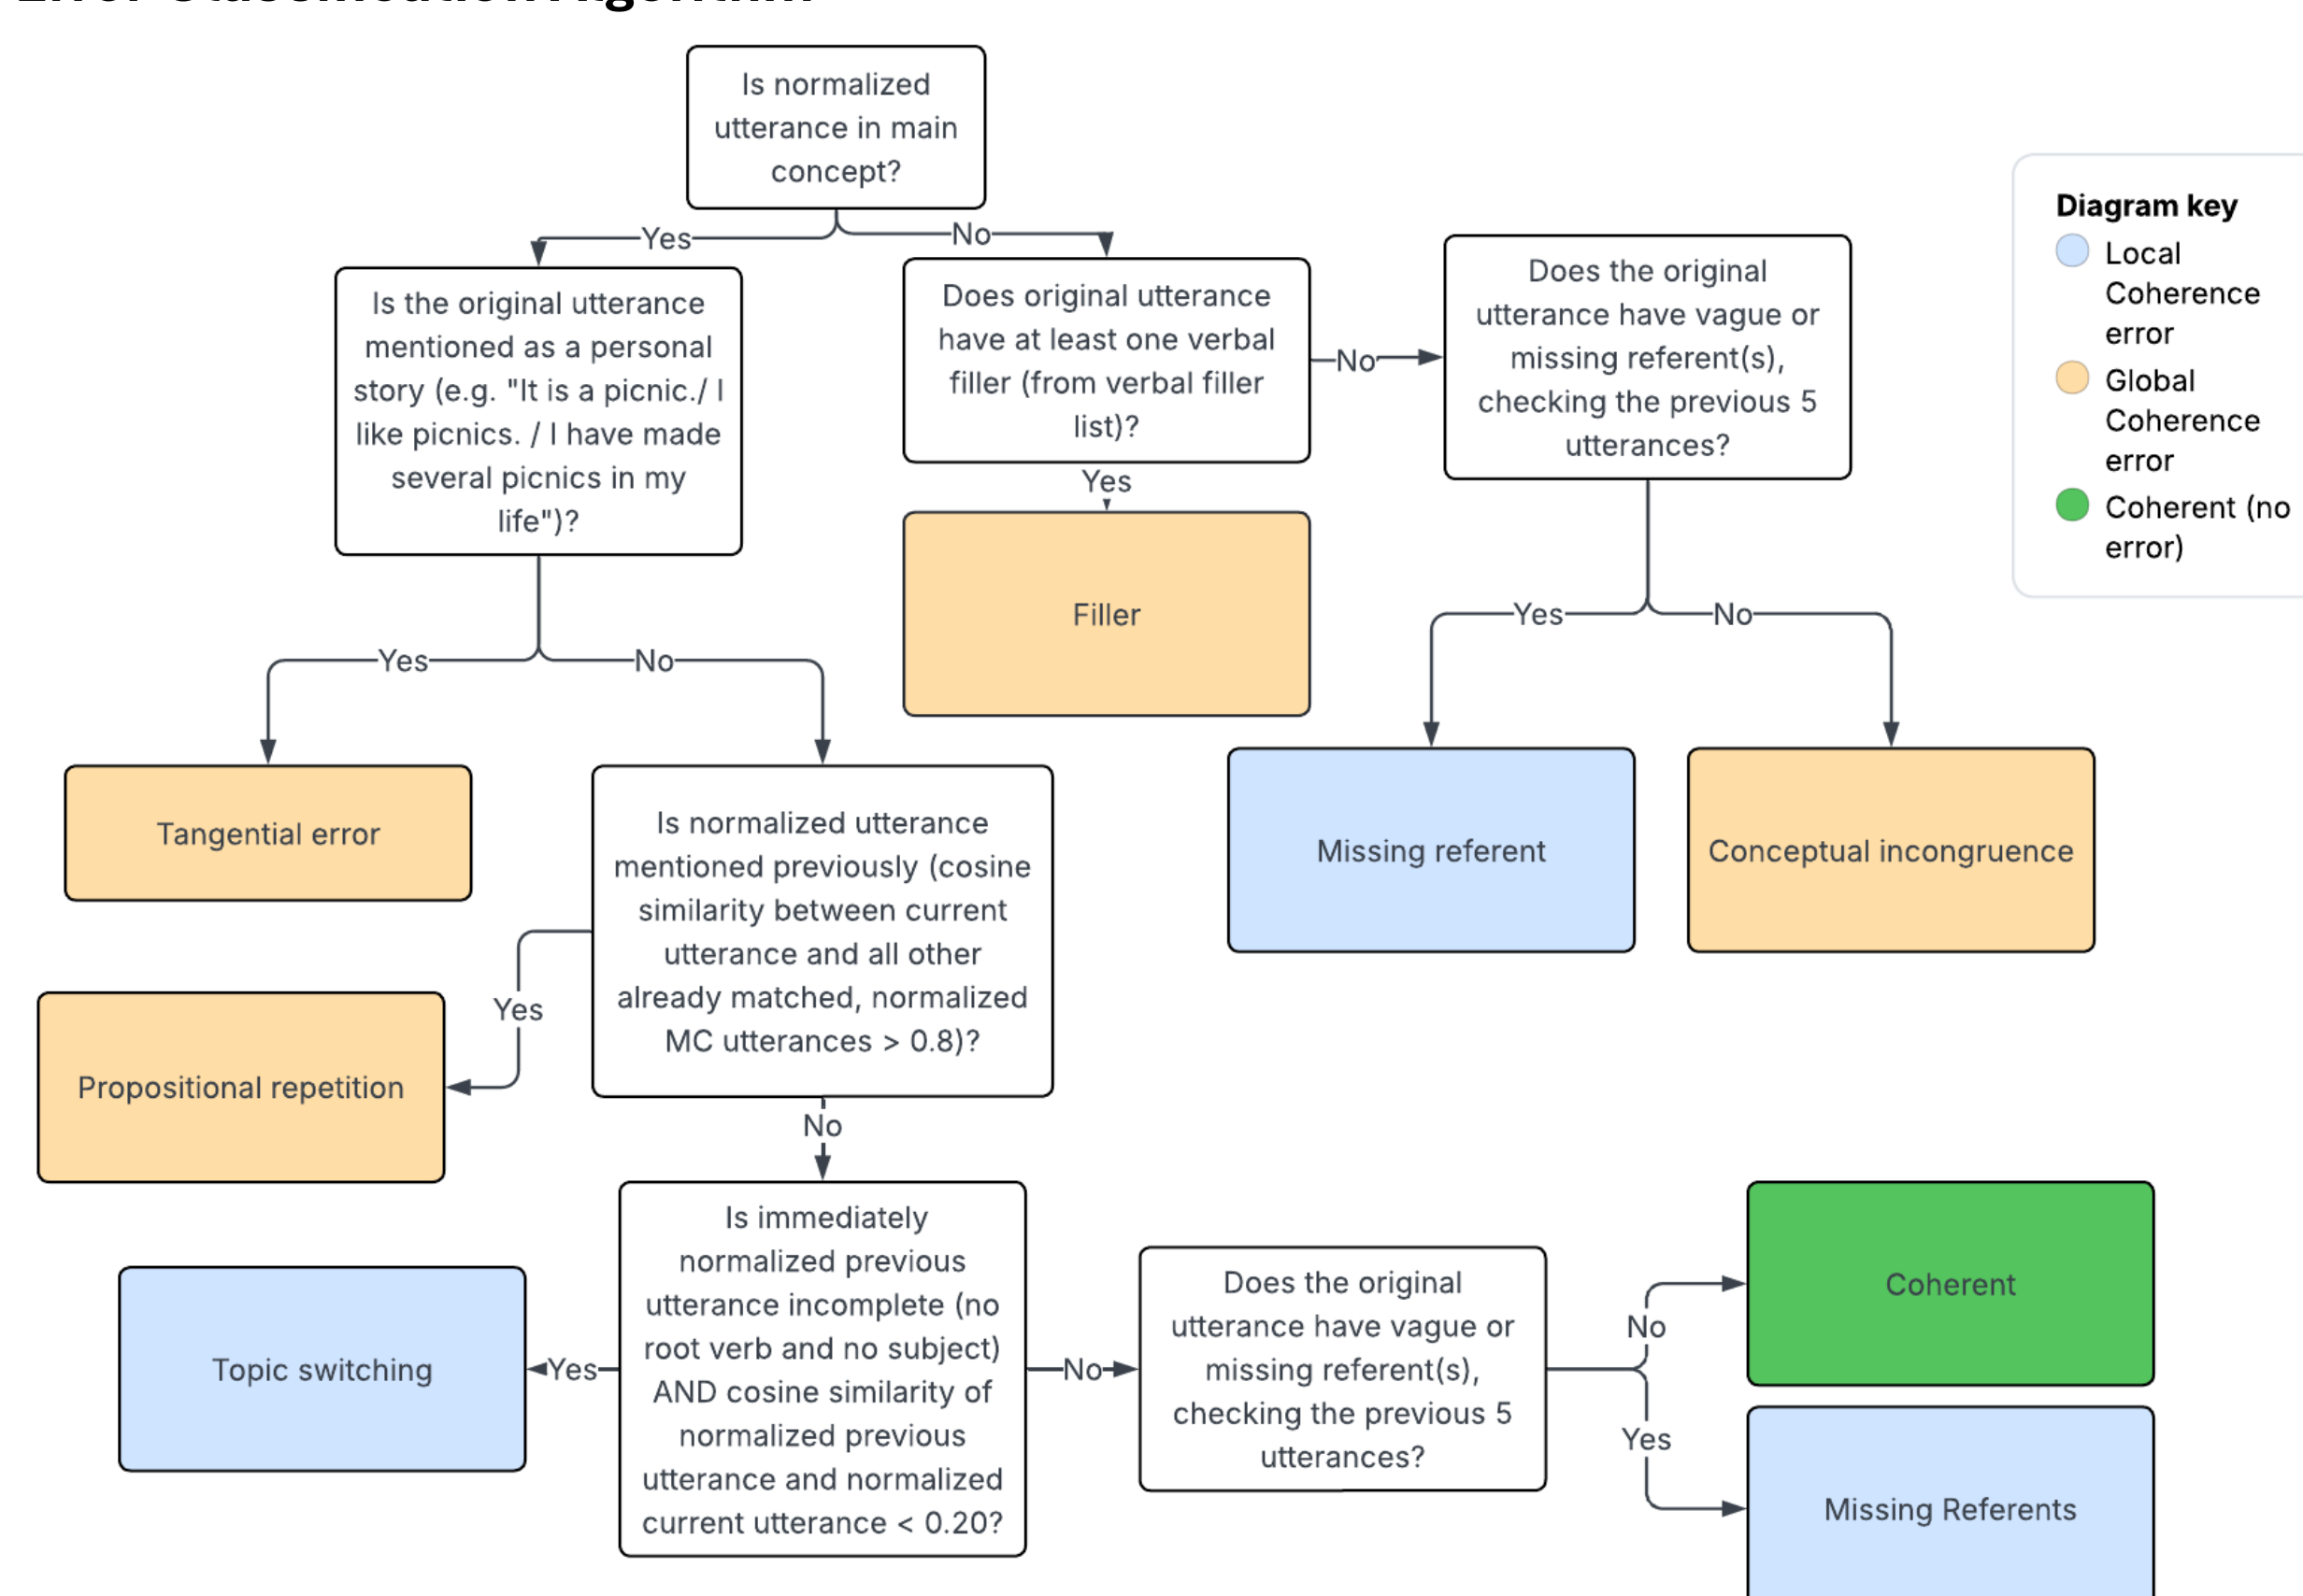 Error Classification Algorithm
Is normalized
utterance in main
concept?
Yes
No
Is the original utterance
mentioned as a personal
story (e.g. "It is a picnic./ I
like picnics. / I have made
several picnics in my
life")?
Does original utterance
have at least one verbal
filler (from verbal filler
list)?
No
Does the original
utterance have vague or
missing referent(s),
checking the previous 5
utterances?
Diagram key
Local
Coherence
error
Global
Coherence
error
Coherent (no
error)
Yes
Filler
Yes
No
Yes
No
Tangential error
Is normalized utterance
mentioned previously (cosine
similarity between current
utterance and all other
already matched, normalized
MC utterances > 0.8)?
Missing referent
Conceptual incongruence
Yes
Propositional repetition
No
Is immediately
normalized previous
utterance incomplete (no
root verb and no subject)
AND cosine similarity of
normalized previous
utterance and normalized
current utterance < 0.20?
Yes
Topic switching
No
Does the original
utterance have vague or
missing referent(s),
checking the previous 5
utterances?
No
Coherent
Yes
Missing Referents